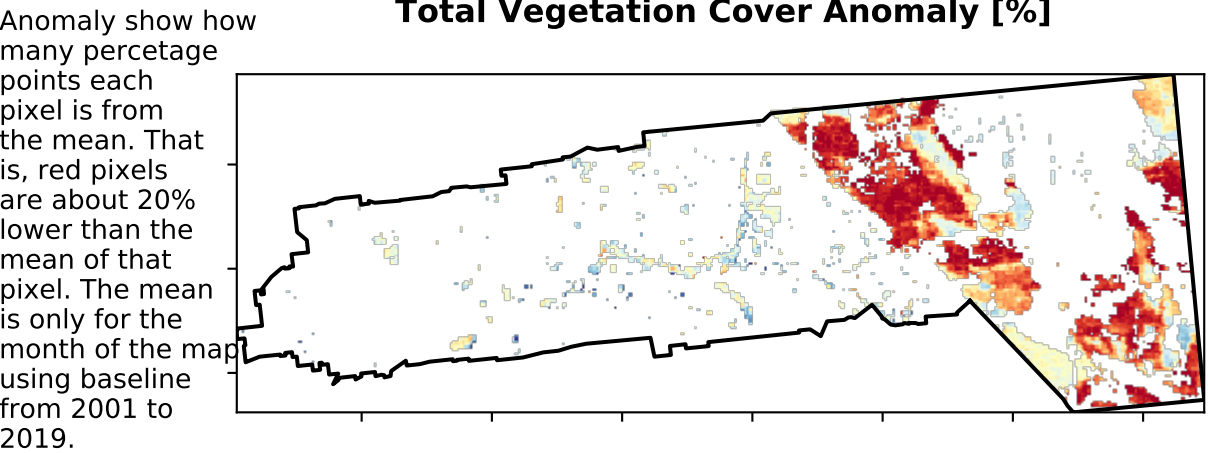 Total Vegetation Cover Anomaly [%]
Anomaly show how
many percetage
points each
pixel is from
the mean. That
is, red pixels
are about 20%
lower than the
mean of that
pixel. The mean
is only for the
month of the map
using baseline
from 2001 to
2019.